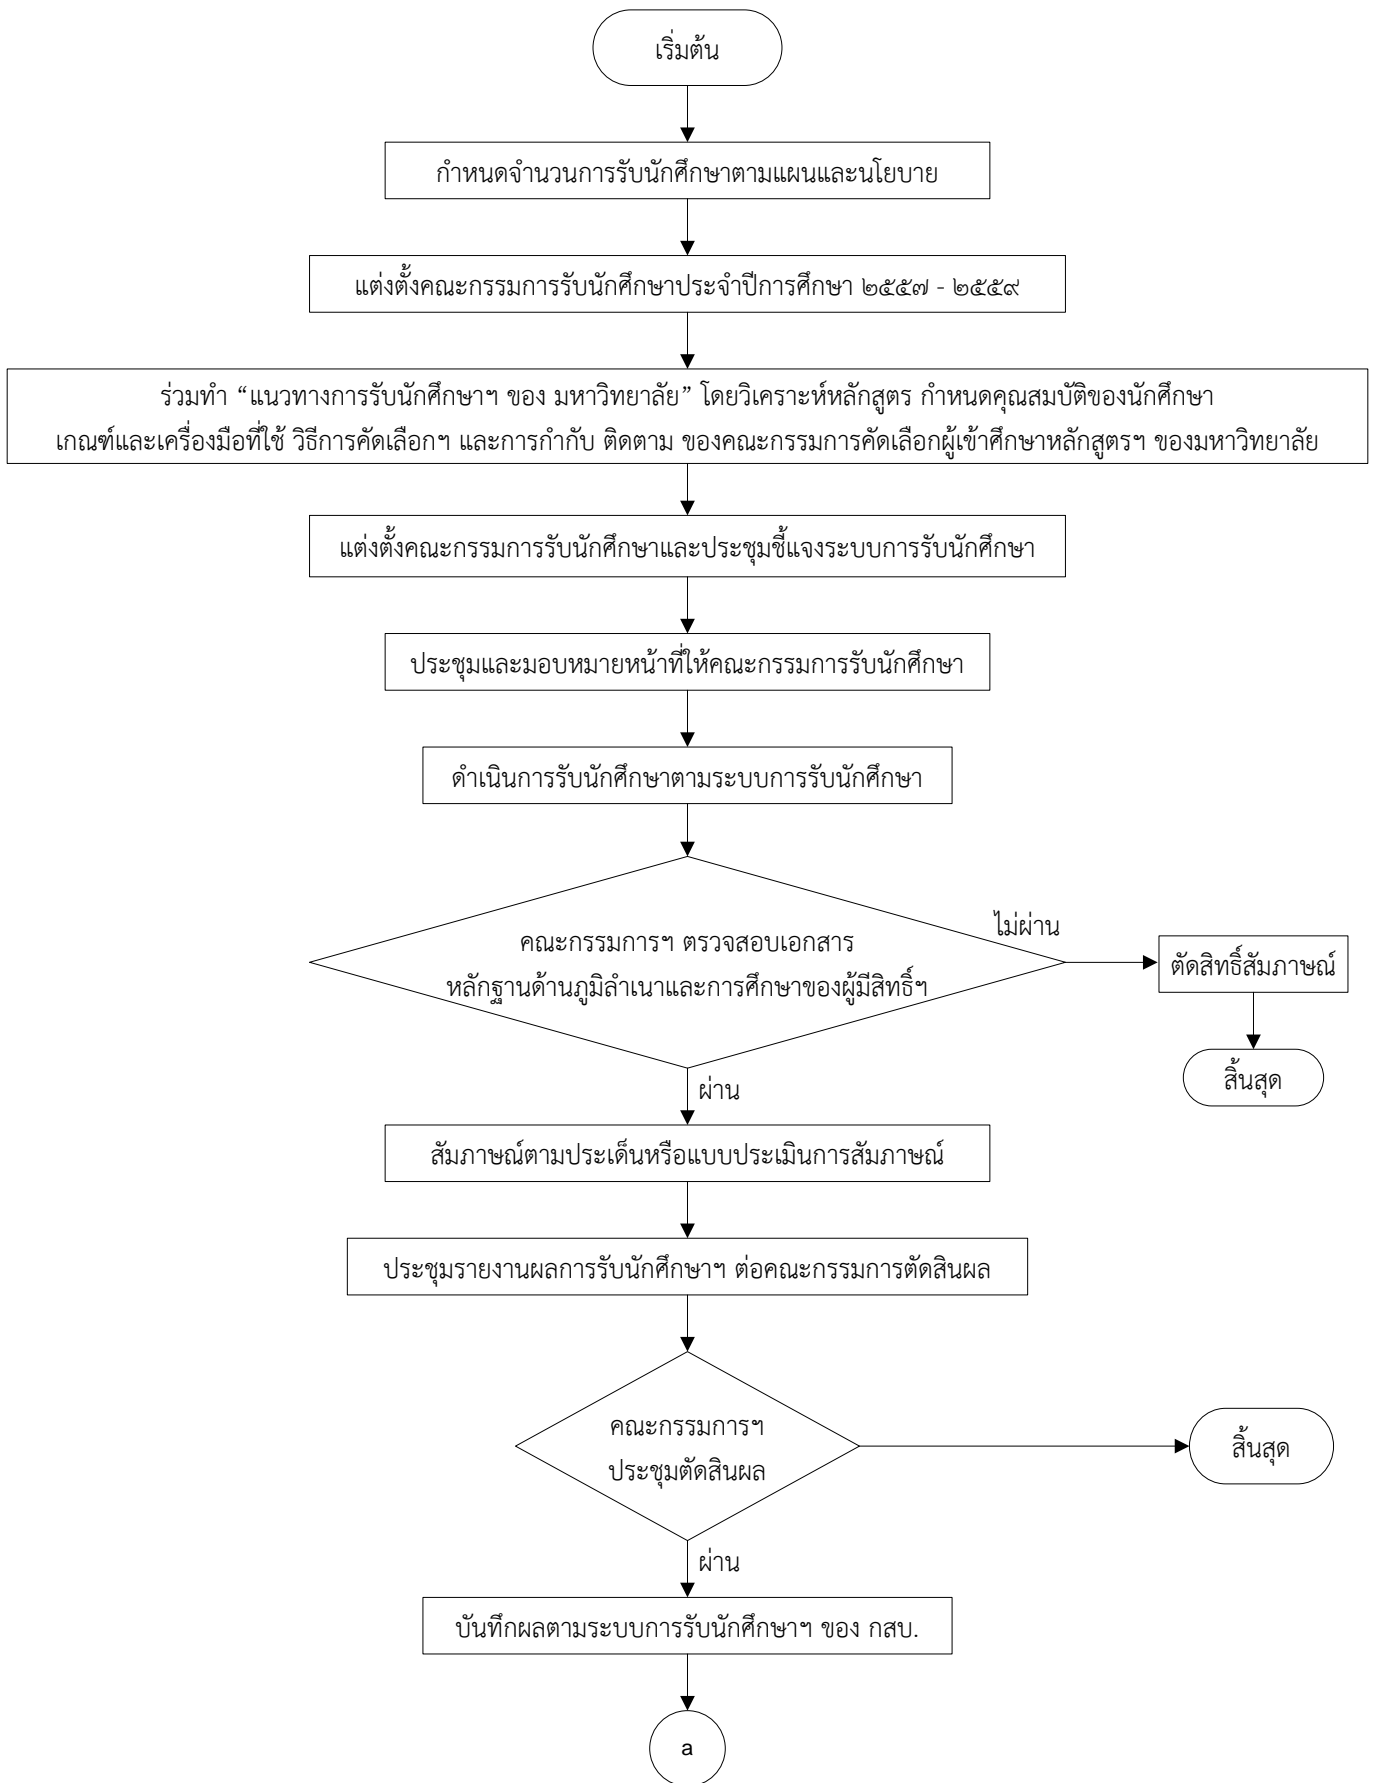 เริ่มต้น
กำหนดจำนวนการรับนักศึกษาตามแผนและนโยบาย
แต่งตั้งคณะกรรมการรับนักศึกษาประจำปีการศึกษา ๒๕๕๗ - ๒๕๕๙
ร่วมทำ “แนวทางการรับนักศึกษาฯ ของ มหาวิทยาลัย” โดยวิเคราะห์หลักสูตร กำหนดคุณสมบัติของนักศึกษา
เกณฑ์และเครื่องมือที่ใช้ วิธีการคัดเลือกฯ และการกำกับ ติดตาม ของคณะกรรมการคัดเลือกผู้เข้าศึกษาหลักสูตรฯ ของมหาวิทยาลัย
แต่งตั้งคณะกรรมการรับนักศึกษาและประชุมชี้แจงระบบการรับนักศึกษา
ประชุมและมอบหมายหน้าที่ให้คณะกรรมการรับนักศึกษา
ดำเนินการรับนักศึกษาตามระบบการรับนักศึกษา
คณะกรรมการฯ ตรวจสอบเอกสาร
หลักฐานด้านภูมิลำเนาและการศึกษาของผู้มีสิทธิ์ฯ
ไม่ผ่าน
ตัดสิทธิ์สัมภาษณ์
สิ้นสุด
ผ่าน
สัมภาษณ์ตามประเด็นหรือแบบประเมินการสัมภาษณ์
ประชุมรายงานผลการรับนักศึกษาฯ ต่อคณะกรรมการตัดสินผล
คณะกรรมการฯ
ประชุมตัดสินผล
สิ้นสุด
ผ่าน
บันทึกผลตามระบบการรับนักศึกษาฯ ของ กสบ.
a